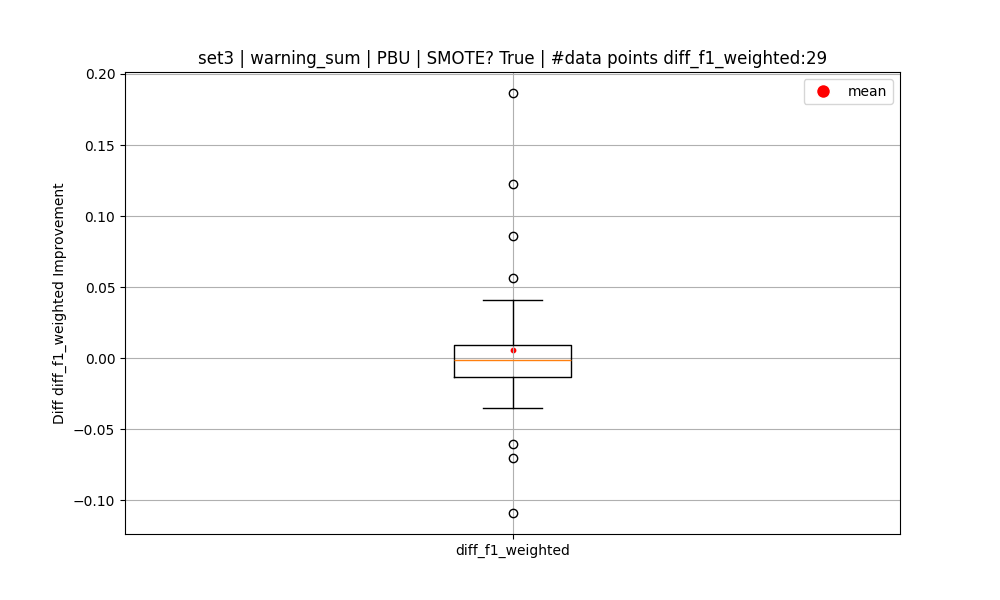 set3 | warning_sum | PBU | SMOTE? True | #data points diff_f1_weighted:29
mean
0.20
0.15
0.10
0.05
0.00
−0.05
−0.10
Diff diff_f1_weighted Improvement
diff_f1_weighted